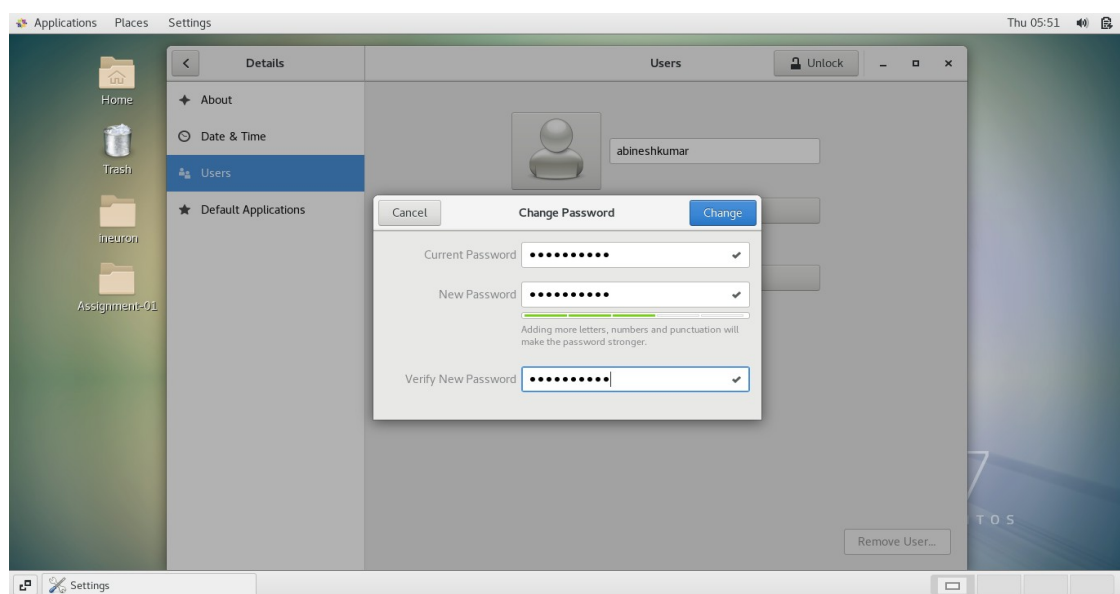 Applications Places Settings Thu 05:51
Home
Trash
ineuron
Assignment-01
Details Users Unlock
About
Date & Time
Users
Default Applications
abineshkumar
Cancel Change Password Change
Current Password ••••••••••
New Password ••••••••••
Adding more letters, numbers and punctuation will
make the password stronger.
Verify New Password ••••••••••
Remove User...
7
TOS
Settings